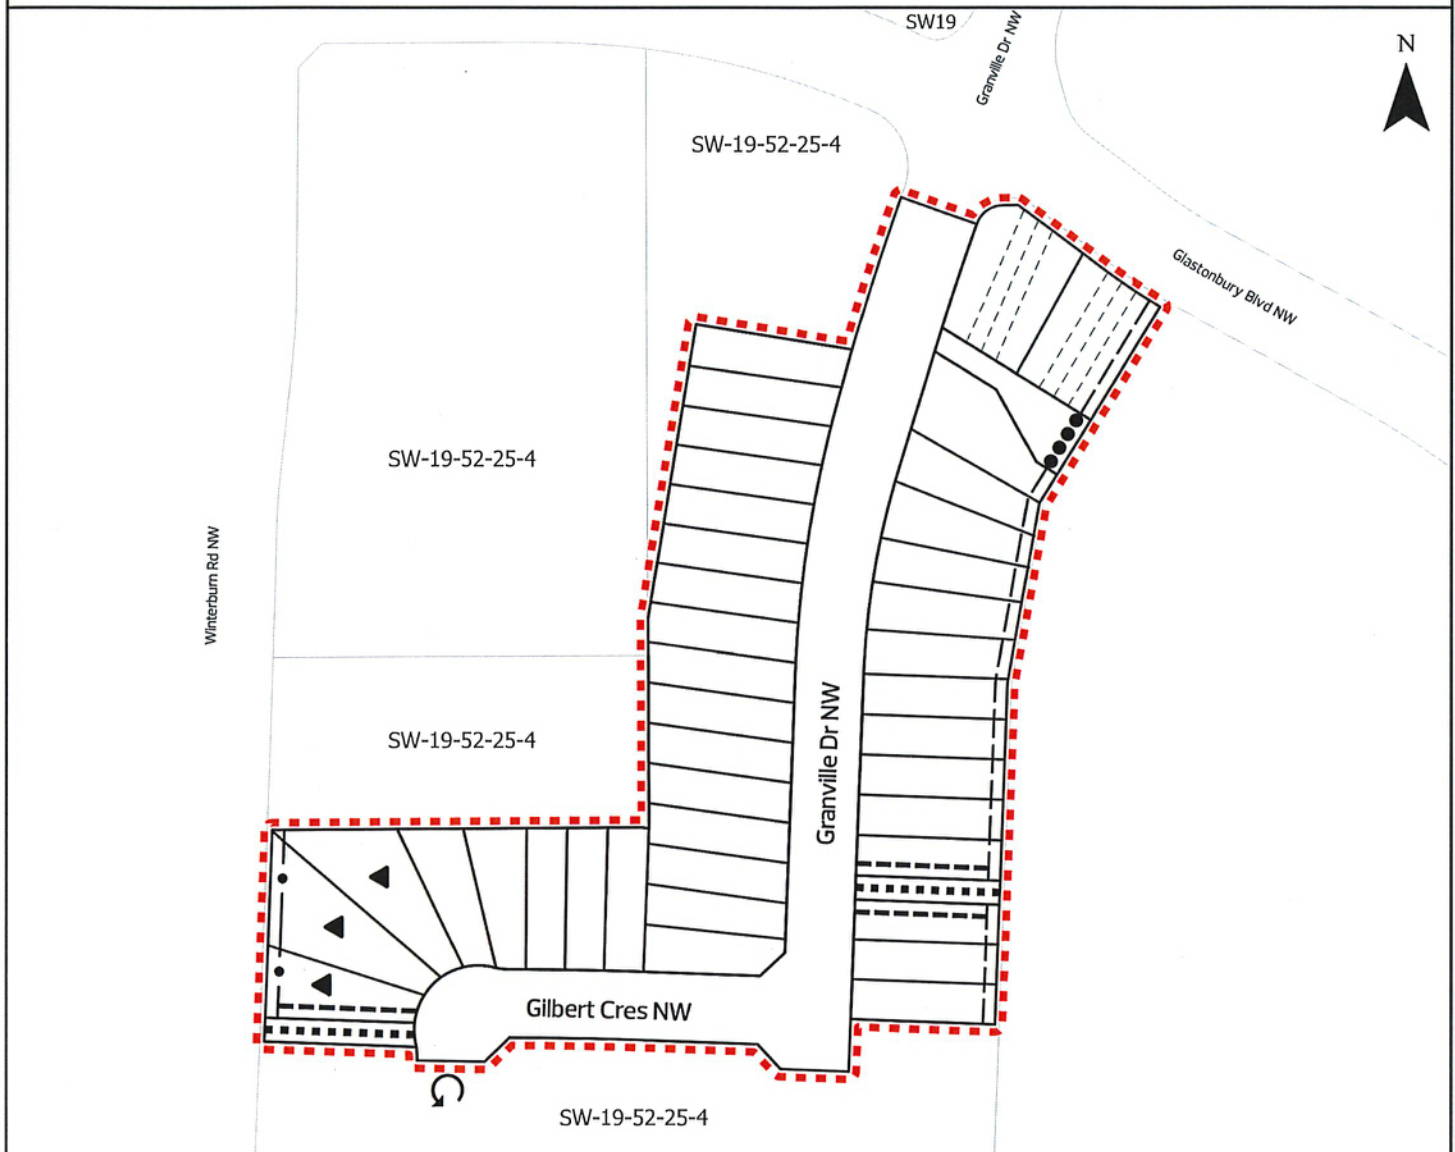 SW19
Granville Dr NW
N
SW-19-52-25-4
Glastonbury Blvd NW
SW-19-52-25-4
Winterburn Rd NW
SW-19-52-25-4
Granville Dr NW
Gilbert Cres NW
SW-19-52-25-4